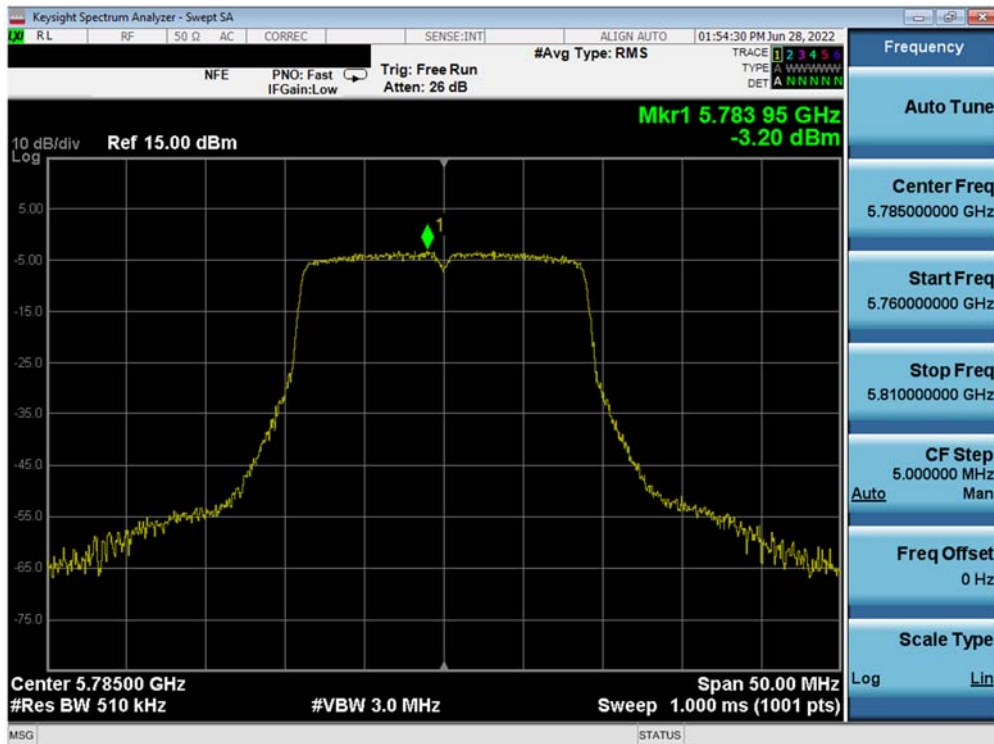 Keysight Spectrum Analyzer - Swept SA
LXI RL RF 50 Ω AC CORREC SENSE:INT ALIGN AUTO 01:54:30 PM Jun 28, 2022
NFE PNO: Fast Trig: Free Run #Avg Type: RMS TRACE 1 2 3 4 5 6
IFGain:Low Atten: 26 dB TYPE A WWWWW
DET A N N N N N
Mkr1 5.783 95 GHz
-3.20 dBm
10 dB/div Ref 15.00 dBm
Log
1
5.00
-5.00
-15.0
-25.0
-35.0
-45.0
-55.0
-65.0
-75.0
Center 5.78500 GHz Span 50.00 MHz
#Res BW 510 kHz #VBW 3.0 MHz Sweep 1.000 ms (1001 pts)
MSG STATUS
Frequency
Auto Tune
Center Freq
5.785000000 GHz
Start Freq
5.760000000 GHz
Stop Freq
5.810000000 GHz
CF Step
5.000000 MHz
Auto Man
Freq Offset
0 Hz
Scale Type
Log Lin